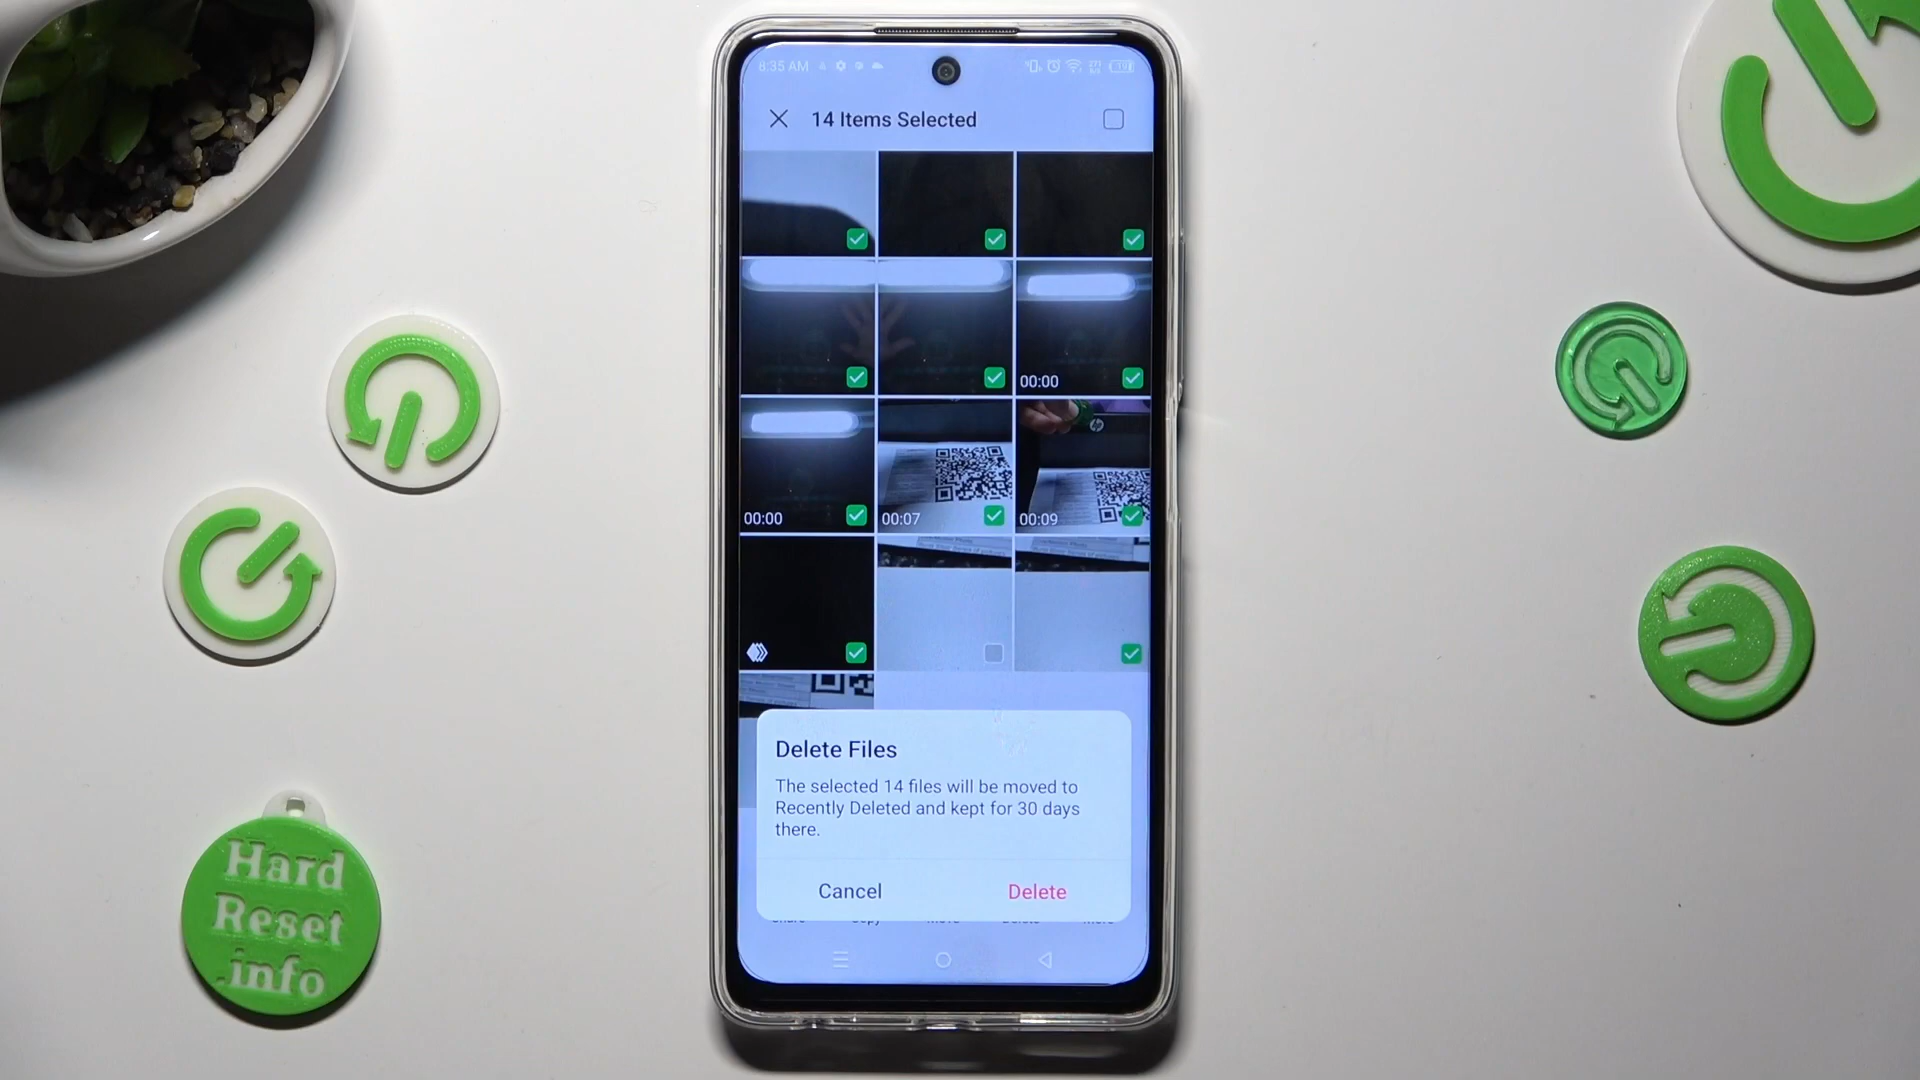 8:35 AM
14 Items Selected
00:00
00:00
00:07
00:09
Delete Files
The selected 14 files will be moved to
Recently Deleted and kept for 30 days
there.
Cancel
Delete
Hard
Reset
.info